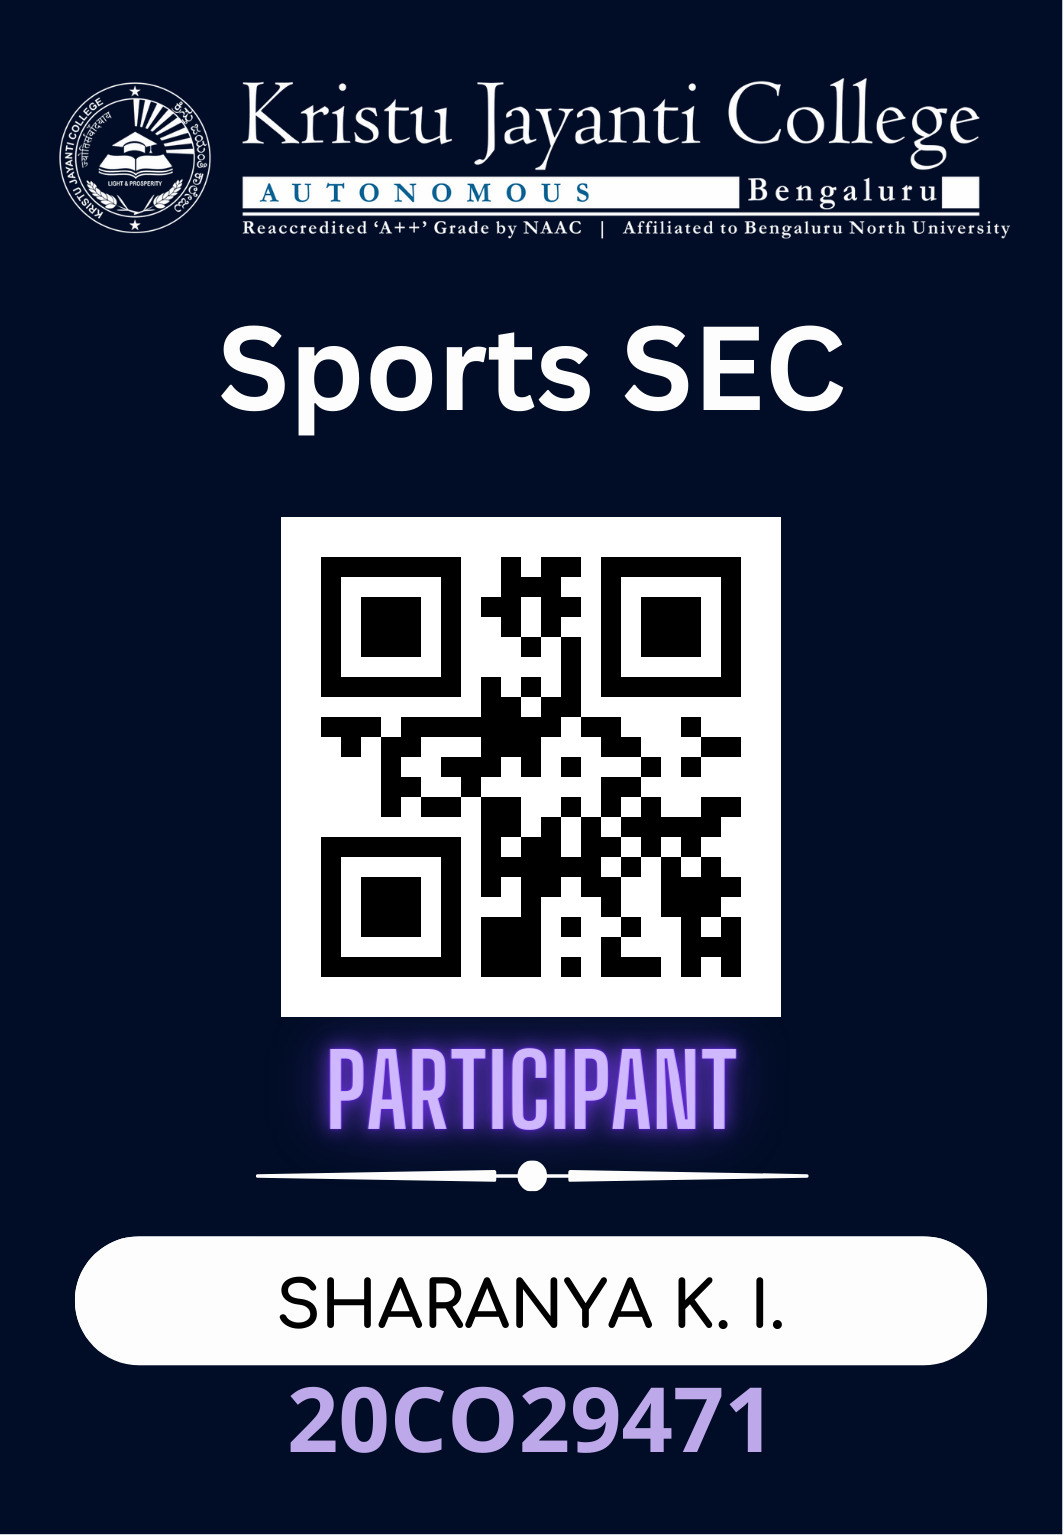 Kristu Jayanti College
AUTONOMOUS Bengaluru
Reaccredited ‘A++’ Grade by NAAC | Affiliated to Bengaluru North University
KRISTU JAYANTI COLLEGE
LIGHT & PROSPERITY
Sports SEC
PARTICIPANT
SHARANYA K. I.
20CO29471